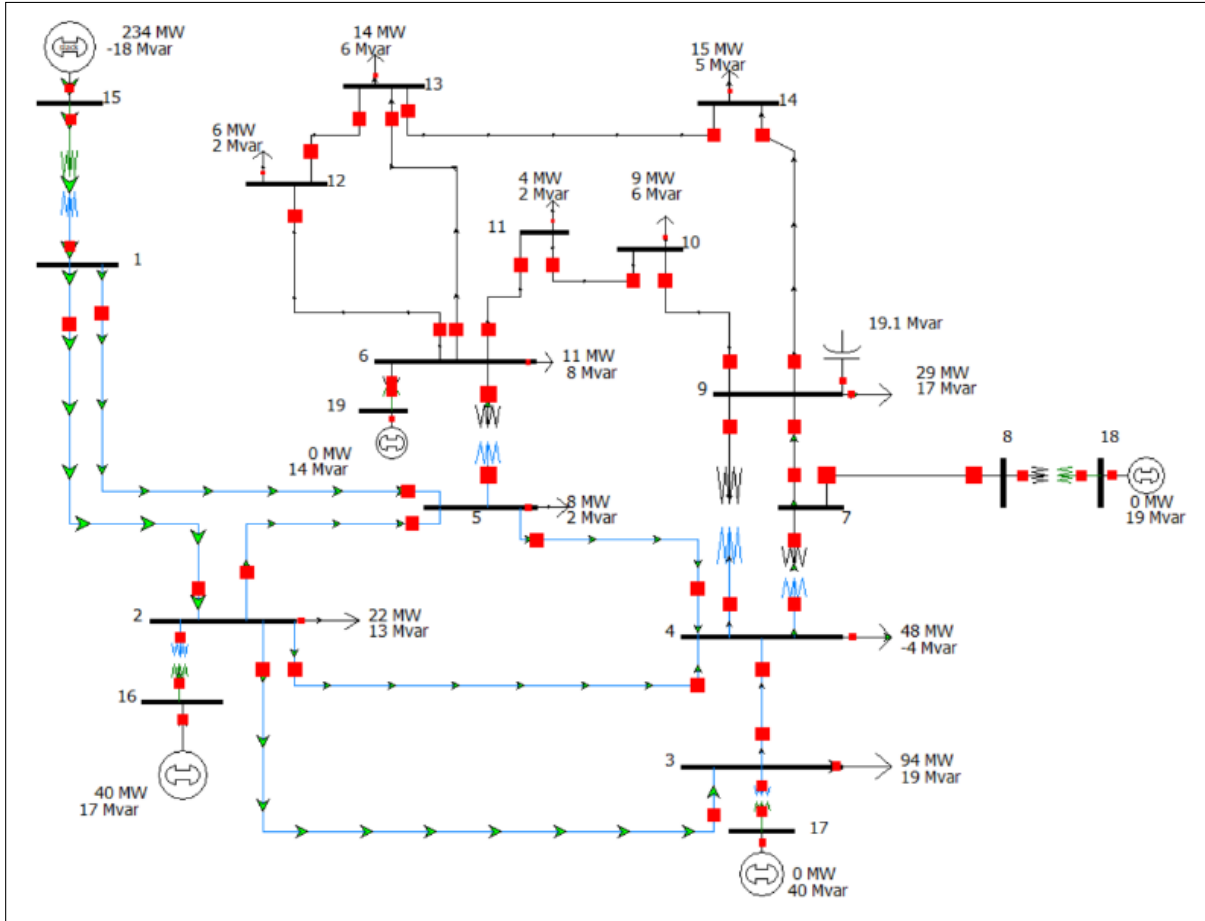 234 MW
-18 Mvar
slack
15
14 MW
6 Mvar
13
15 MW
5 Mvar
14
6 MW
2 Mvar
12
4 MW
2 Mvar
11
9 MW
6 Mvar
10
1
19.1 Mvar
6
11 MW
8 Mvar
9
29 MW
17 Mvar
19
0 MW
14 Mvar
8
18
0 MW
19 Mvar
5
8 MW
2 Mvar
7
2
22 MW
13 Mvar
4
48 MW
-4 Mvar
16
40 MW
17 Mvar
3
94 MW
19 Mvar
17
0 MW
40 Mvar